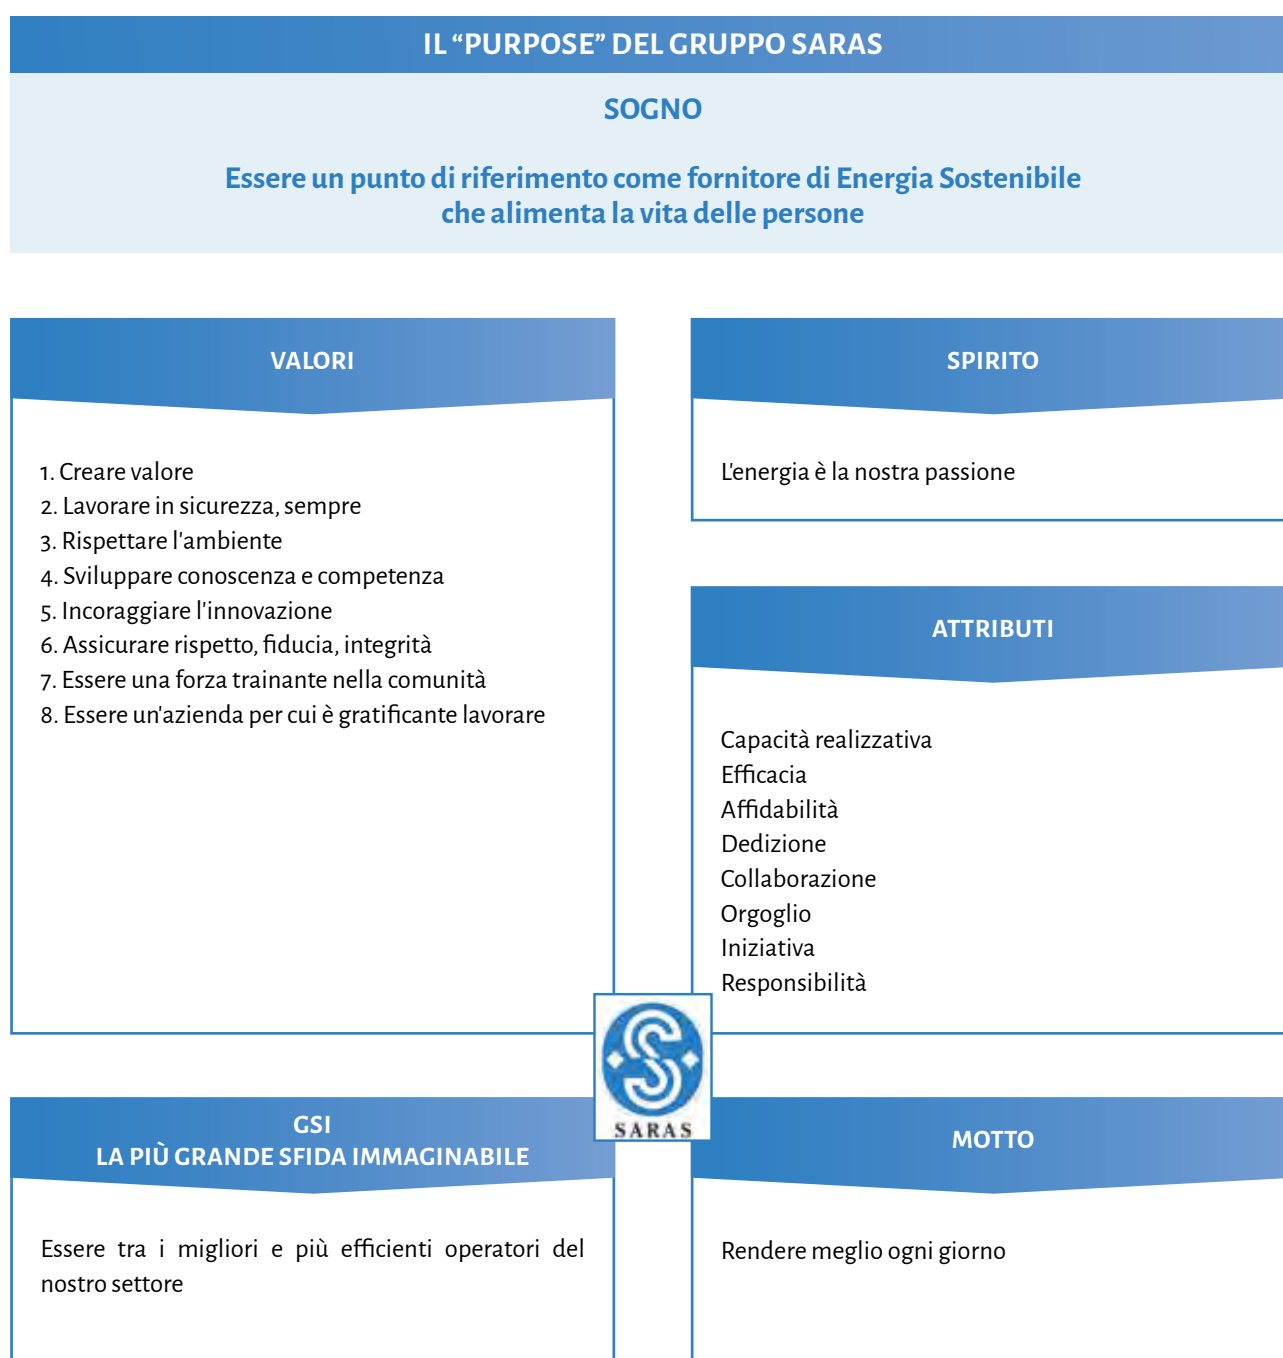 IL “PURPOSE” DEL GRUPPO SARAS
SOGNO
Essere un punto di riferimento come fornitore di Energia Sostenibile
che alimenta la vita delle persone
VALORI
1. Creare valore
2. Lavorare in sicurezza, sempre
3. Rispettare l'ambiente
4. Sviluppare conoscenza e competenza
5. Incoraggiare l'innovazione
6. Assicurare rispetto, fiducia, integrità
7. Essere una forza trainante nella comunità
8. Essere un'azienda per cui è gratificante lavorare
SPIRITO
L'energia è la nostra passione
ATTRIBUTI
Capacità realizzativa
Efficacia
Affidabilità
Dedizione
Collaborazione
Orgoglio
Iniziativa
Responsibilità
SARAS
GSI
LA PIÙ GRANDE SFIDA IMMAGINABILE
Essere tra i migliori e più efficienti operatori del
nostro settore
MOTTO
Rendere meglio ogni giorno